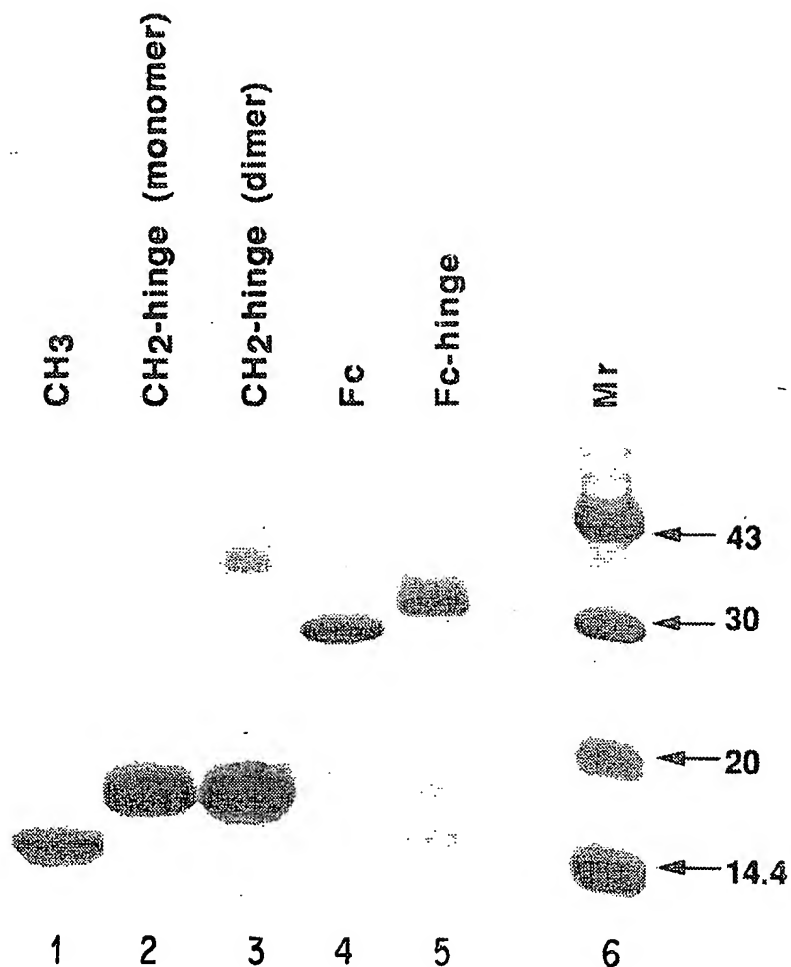 CH3
CH2-hinge (monomer)
CH2-hinge (dimer)
Fc
Fc-hinge
Mr
43
30
20
14.4
1 2 3 4 5 6